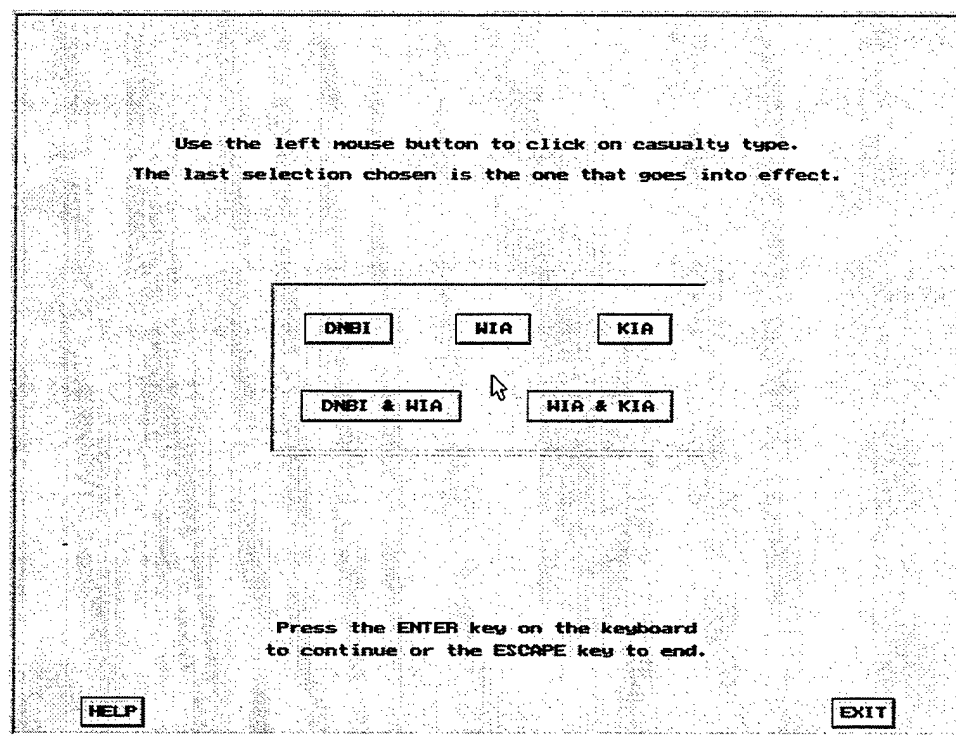 Use the left mouse button to click on casualty type.
The last selection chosen is the one that goes into effect.
DNBI WIA KIA
DNBI & WIA WIA & KIA
Press the ENTER key on the keyboard
to continue or the ESCAPE key to end.
HELP EXIT